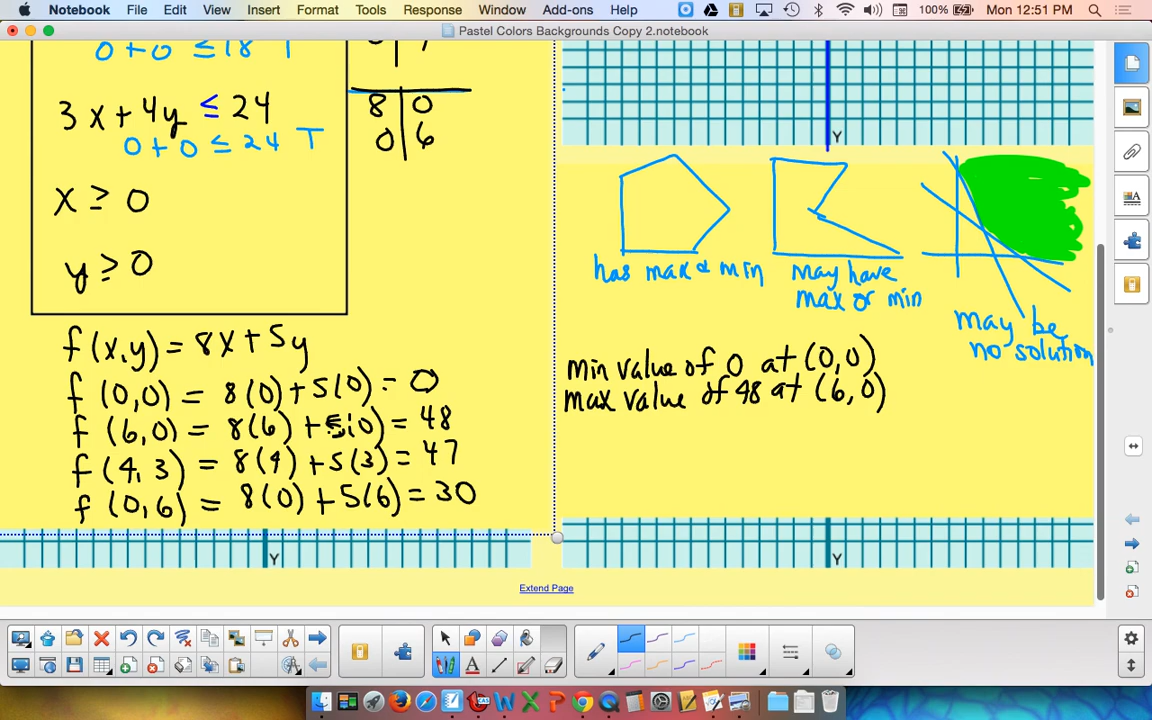 Notebook File Edit View Insert Format Tools Response Window Add-ons Help 100% Mon 12:51 PM
Pastel Colors Backgrounds Copy 2.notebook
0 + 0 ≤ 18 T
3x + 4y ≤ 24
0 + 0 ≤ 24 T
8 0
0 6
x ≥ 0
y ≥ 0
f(x,y) = 8x + 5y
f(0,0) = 8(0) + 5(0) = 0
f(6,0) = 8(6) + 5(0) = 48
f(4,3) = 8(4) + 5(3) = 47
f(0,6) = 8(0) + 5(6) = 30
Y
Y
has max & min
may have
max or min
may be
no solution
min value of 0 at (0,0)
max value of 48 at (6,0)
Y
Extend Page